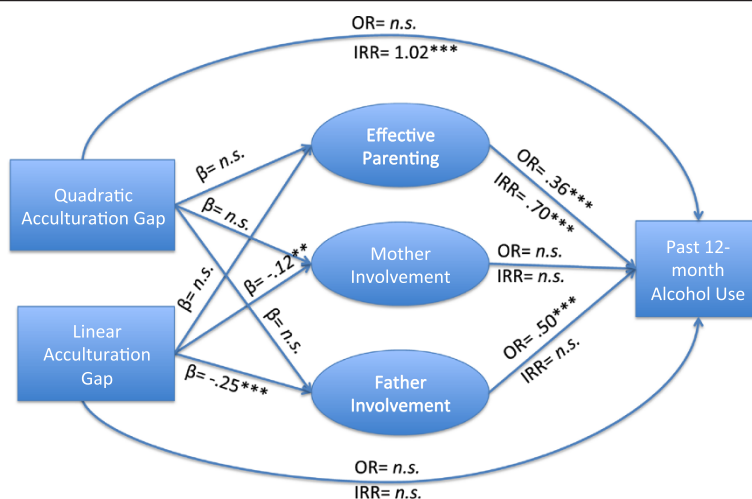 OR= n.s.
IRR= 1.02***
Effective
Parenting
β= n.s.
OR= .36***
IRR= .70***
Quadratic
Acculturation Gap
β= n.s.
Mother
Involvement
OR= n.s.
IRR= n.s.
Past 12-
month
Alcohol Use
β= -.12**
β= n.s.
β= n.s.
Linear
Acculturation
Gap
OR= .50***
IRR= n.s.
β= -.25***
Father
Involvement
OR= n.s.
IRR= n.s.